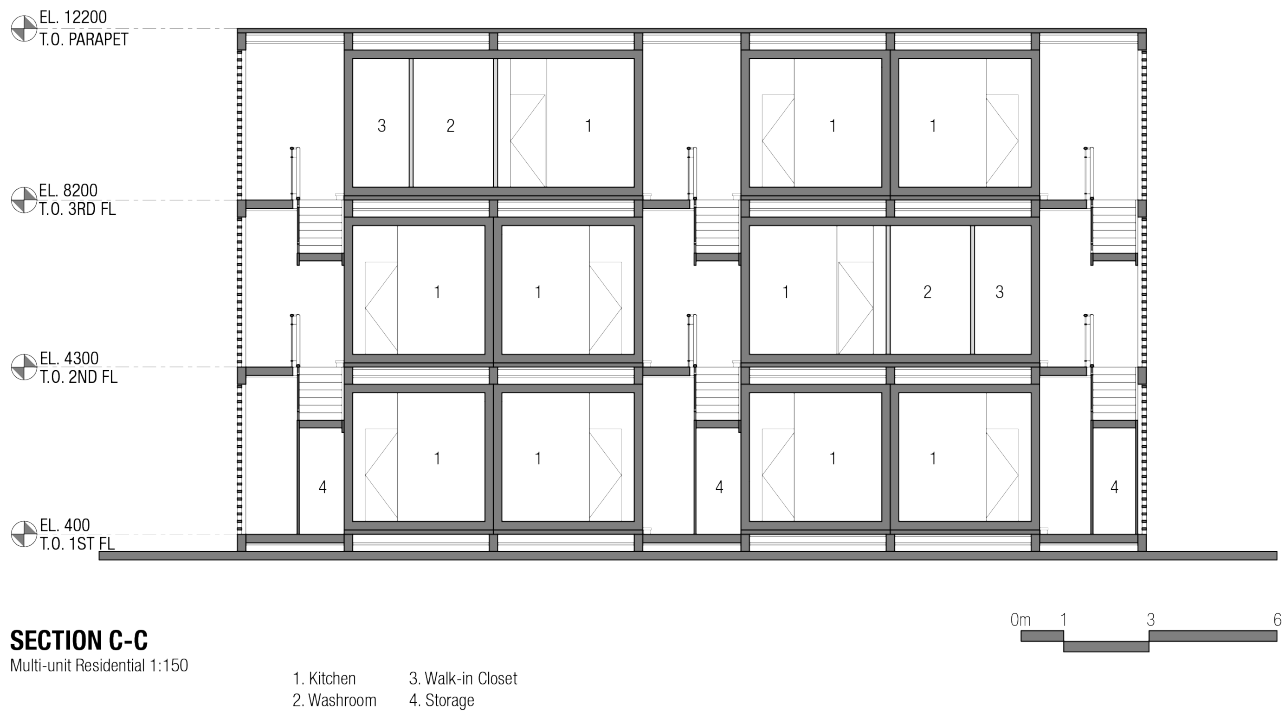 EL. 12200
T.O. PARAPET
3 2 1 1 1
EL. 8200
T.O. 3RD FL
1 1 1 2 3
EL. 4300
T.O. 2ND FL
1 1 1 1
4 4 4
EL. 400
T.O. 1ST FL
0m 1 3 6
SECTION C-C
Multi-unit Residential 1:150
1. Kitchen 3. Walk-in Closet
2. Washroom 4. Storage